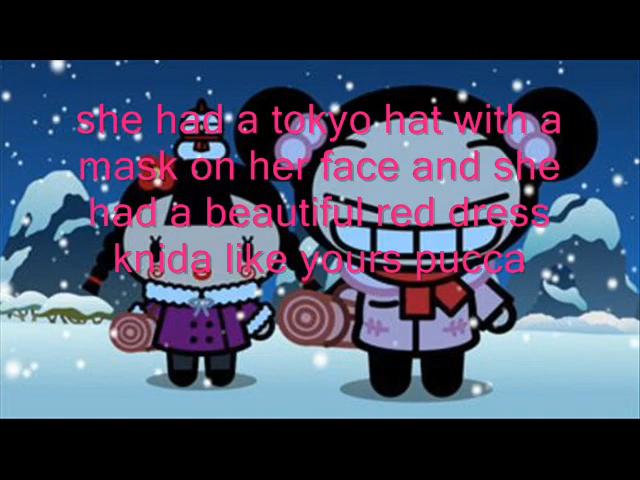 she had a tokyo hat with a
mask on her face and she
had a beautiful red dress
knida like yours pucca